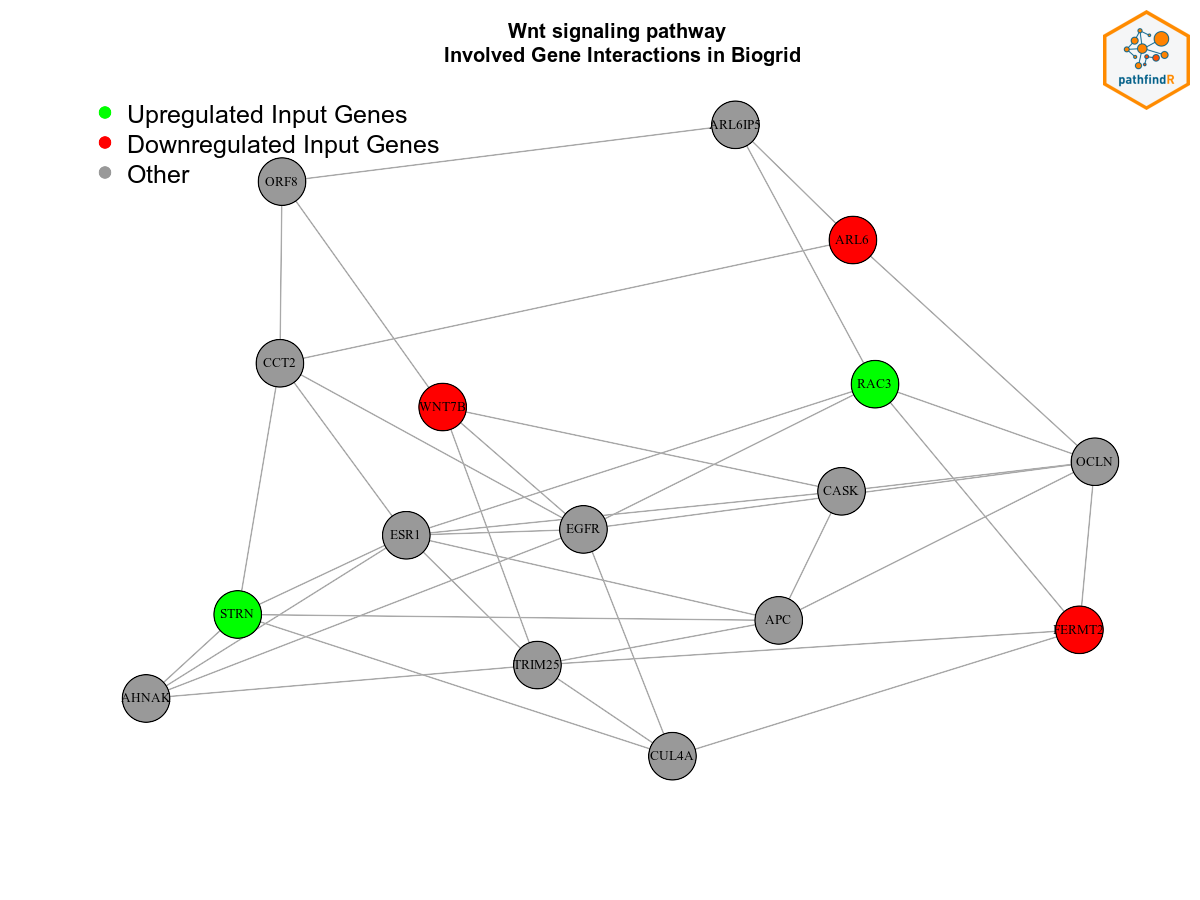 Wnt signaling pathway
Involved Gene Interactions in Biogrid
pathfindR
Upregulated Input Genes
Downregulated Input Genes
Other
ARL6IP5
ORF8
ARL6
CCT2
RAC3
WNT7B
OCLN
CASK
EGFR
ESR1
STRN
APC
FERMT2
TRIM25
AHNAK
CUL4A